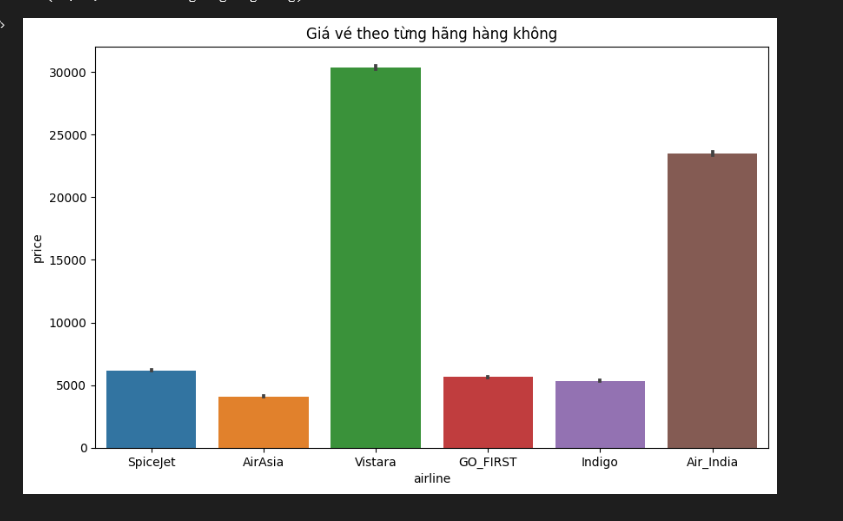 Giá vé theo từng hãng hàng không
30000
25000
20000
15000
10000
5000
0
price
SpiceJet AirAsia Vistara GO_FIRST Indigo Air_India
airline